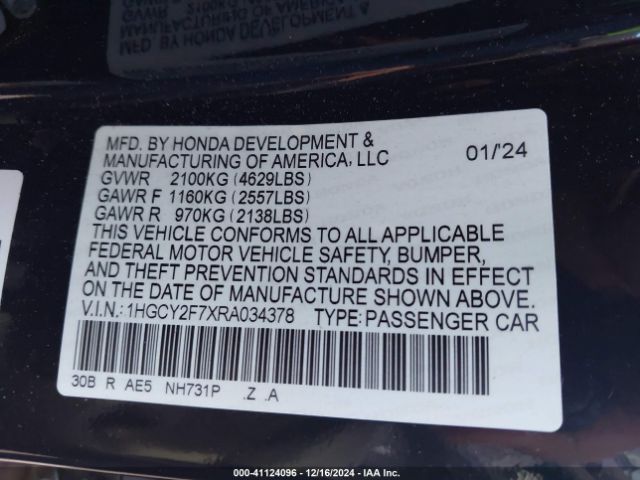 MFD. BY HONDA DEVELOPMENT &
MANUFACTURING OF AMERICA, LLC 01/'24
GVWR 2100KG (4629LBS)
GAWR F 1160KG (2557LBS)
GAWR R 970KG (2138LBS)
THIS VEHICLE CONFORMS TO ALL APPLICABLE
FEDERAL MOTOR VEHICLE SAFETY, BUMPER,
AND THEFT PREVENTION STANDARDS IN EFFECT
ON THE DATE OF MANUFACTURE SHOWN ABOVE.
V.I.N.: 1HGCY2F7XRA034378 TYPE: PASSENGER CAR
30B R AE5 NH731P .Z .A
000-41124096 - 12/16/2024 - IAA Inc.